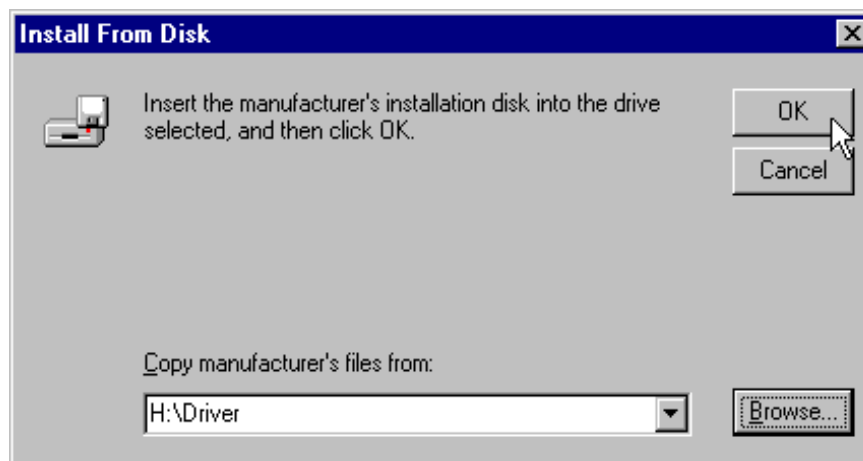 Install From Disk
Insert the manufacturer's installation disk into the drive
selected, and then click OK.
OK
Cancel
Copy manufacturer's files from:
H:\Driver
Browse...